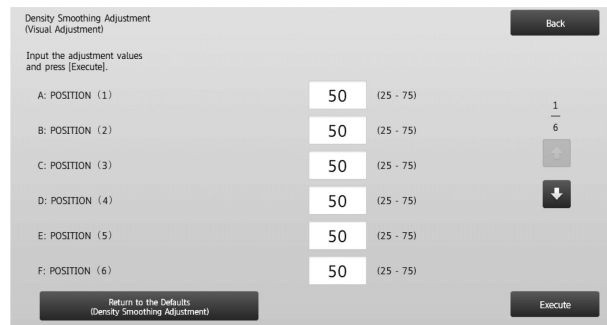 Density Smoothing Adjustment
(Visual Adjustment)
Back
Input the adjustment values
and press [Execute].
A: POSITION (1) 50 (25 - 75)
B: POSITION (2) 50 (25 - 75)
C: POSITION (3) 50 (25 - 75)
D: POSITION (4) 50 (25 - 75)
E: POSITION (5) 50 (25 - 75)
F: POSITION (6) 50 (25 - 75)
1
6
Return to the Defaults
(Density Smoothing Adjustment)
Execute